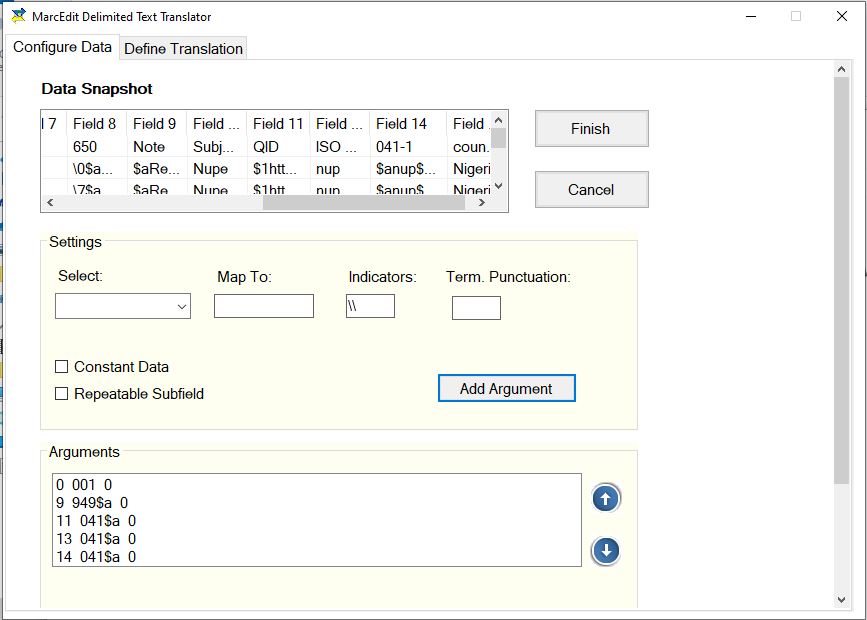 MarcEdit Delimited Text Translator
Configure Data Define Translation
Data Snapshot
l 7 Field 8 Field 9 Field ... Field 11 Field ... Field 14 Field
650 Note Subj... QID ISO ... 041-1 coun.
\0$a... $aRe... Nupe $1htt... nup $anup$... Nigeri
\7$a $aRe Nupe $1htt nup $anup$ Nigeri
Finish
Cancel
Settings
Select: Map To: Indicators: Term. Punctuation:
\\
Constant Data
Repeatable Subfield
Add Argument
Arguments
0 001 0
9 949$a 0
11 041$a 0
13 041$a 0
14 041$a 0